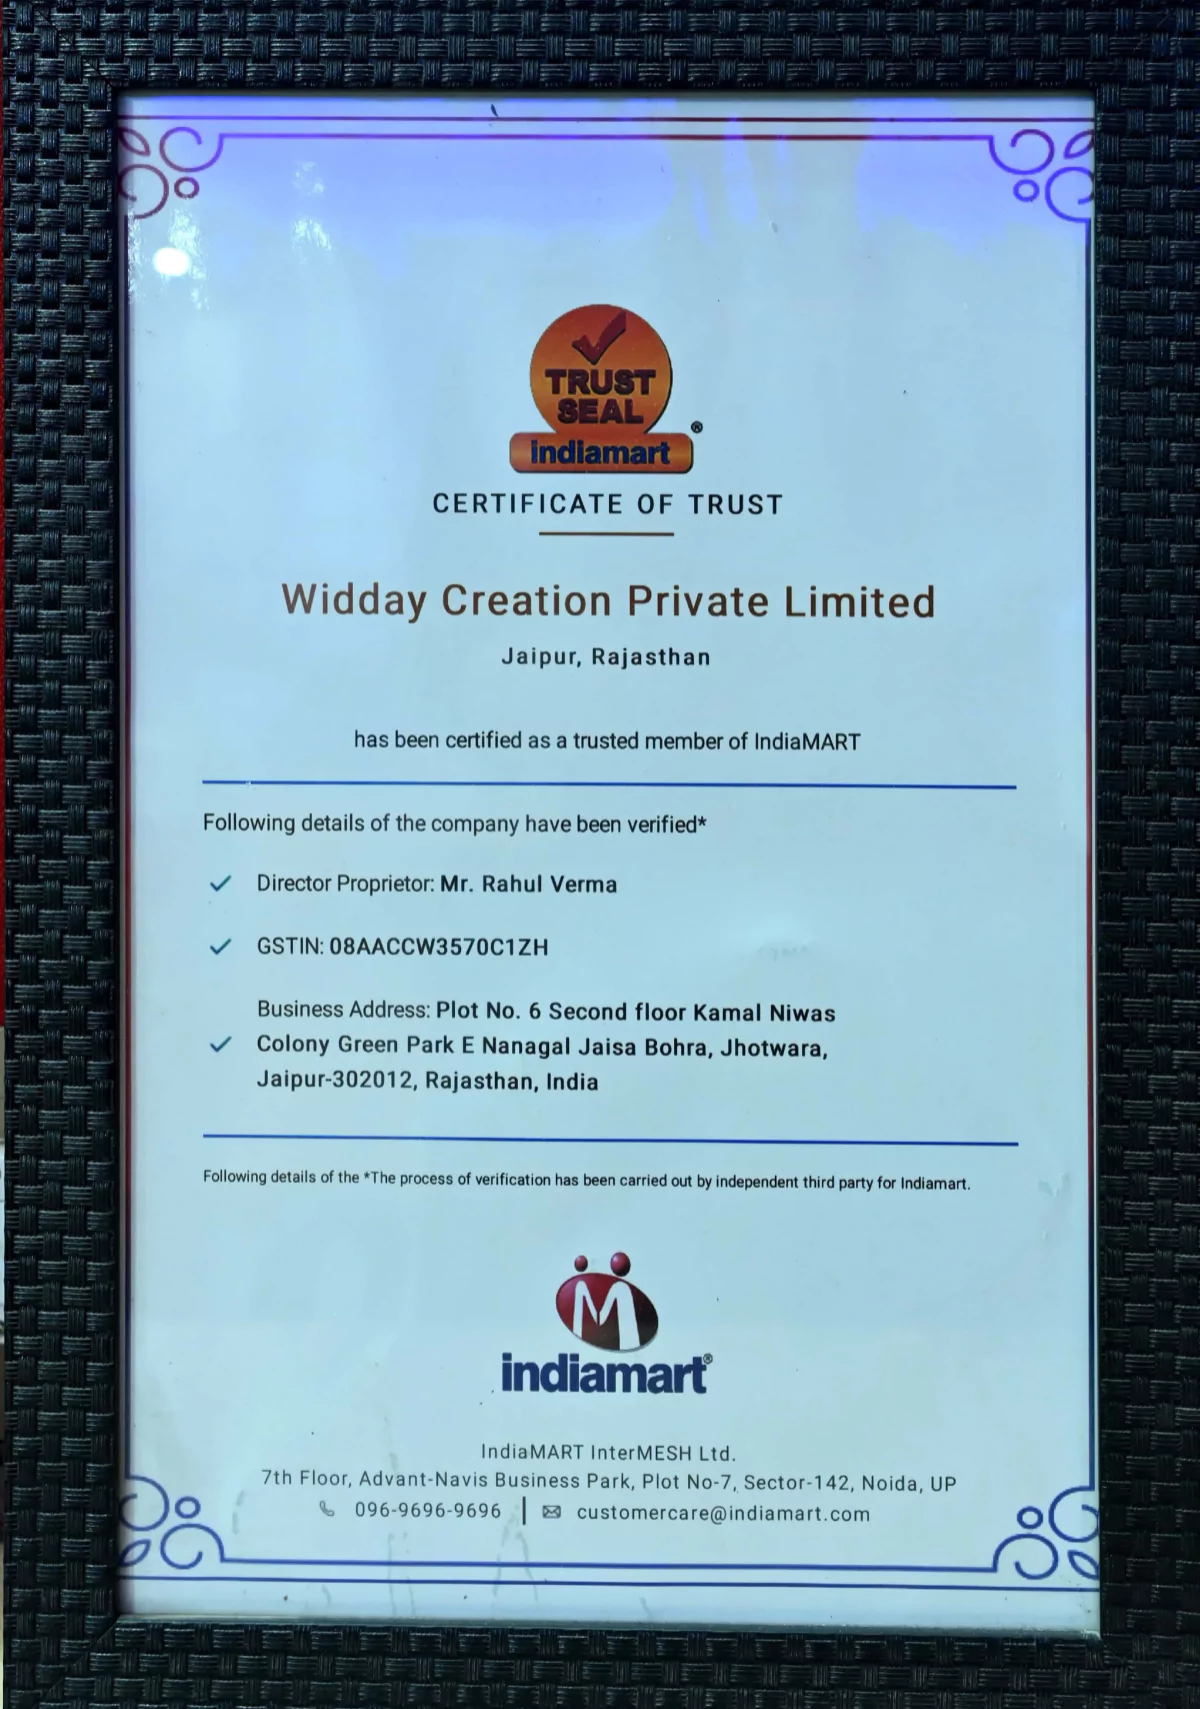 TRUST
SEAL
indiamart ®
CERTIFICATE OF TRUST
Widday Creation Private Limited
Jaipur, Rajasthan
has been certified as a trusted member of IndiaMART
Following details of the company have been verified*
Director Proprietor: Mr. Rahul Verma
GSTIN: 08AACCW3570C1ZH
Business Address: Plot No. 6 Second floor Kamal Niwas
Colony Green Park E Nanagal Jaisa Bohra, Jhotwara,
Jaipur-302012, Rajasthan, India
Following details of the *The process of verification has been carried out by independent third party for Indiamart.
indiamart®
IndiaMART InterMESH Ltd.
7th Floor, Advant-Navis Business Park, Plot No-7, Sector-142, Noida, UP
096-9696-9696 | customercare@indiamart.com